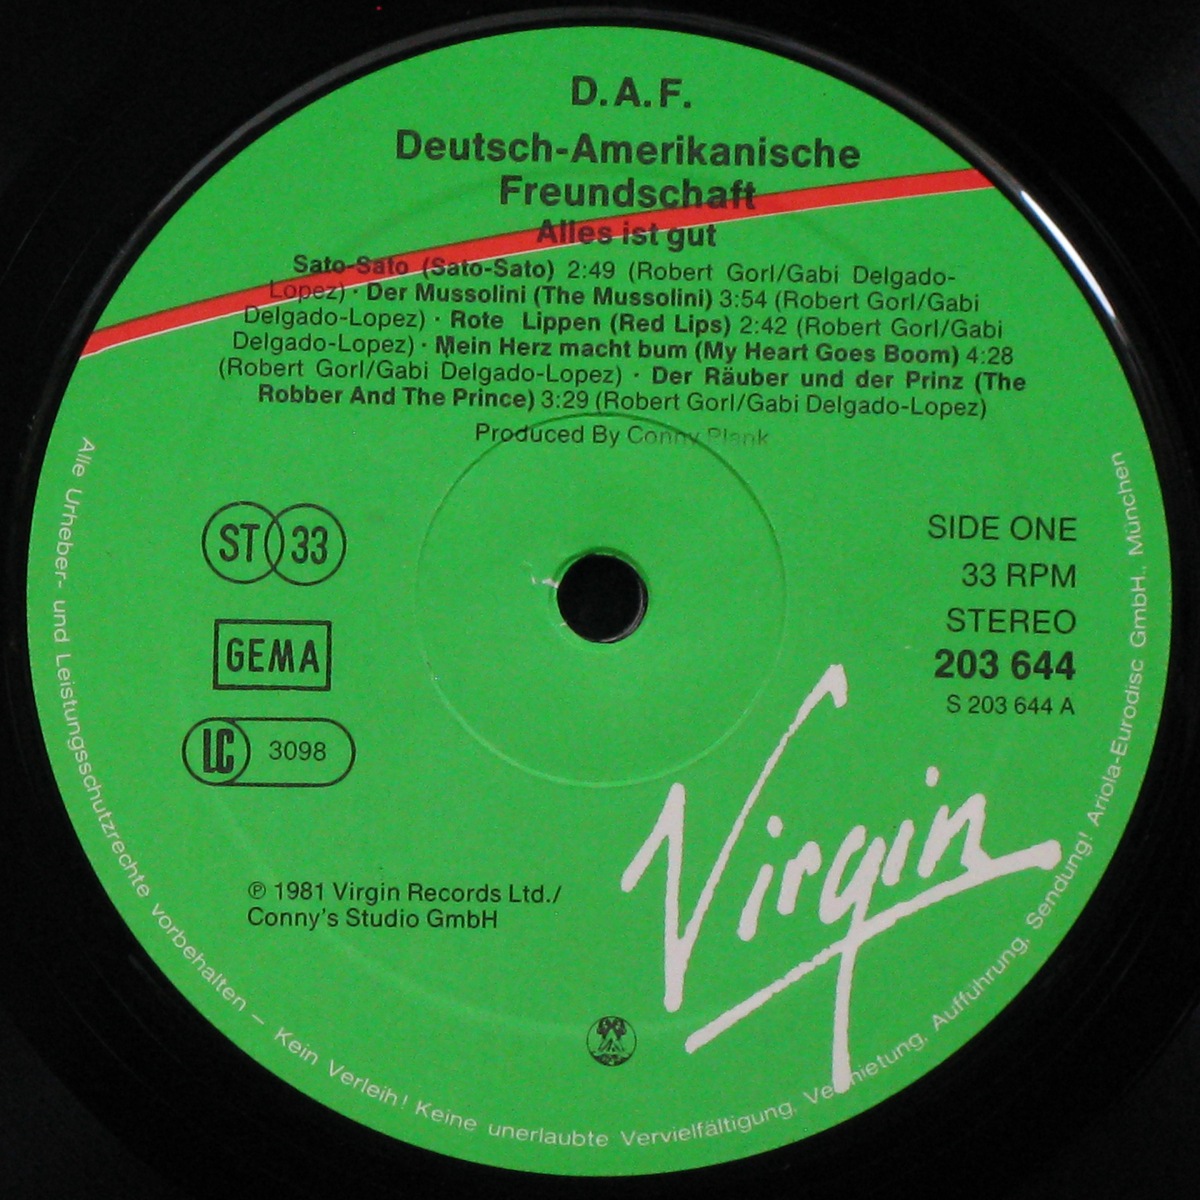 D.A.F.
Deutsch-Amerikanische
Freundschaft
Alles ist gut
Sato-Sato (Sato-Sato) 2:49 (Robert Gorl/Gabi Delgado-
Lopez) · Der Mussolini (The Mussolini) 3:54 (Robert Gorl/Gabi
Delgado-Lopez) · Rote Lippen (Red Lips) 2:42 (Robert Gorl/Gabi
Delgado-Lopez) · Mein Herz macht bum (My Heart Goes Boom) 4:28
(Robert Gorl/Gabi Delgado-Lopez) · Der Räuber und der Prinz (The
Robber And The Prince) 3:29 (Robert Gorl/Gabi Delgado-Lopez)
Produced By Conny Plank
ST 33
GEMA
LC 3098
SIDE ONE
33 RPM
STEREO
203 644
S 203 644 A
Virgin
℗ 1981 Virgin Records Ltd./
Conny's Studio GmbH
Alle Urheber- und Leistungsschutzrechte vorbehalten – Kein Verleih! Keine unerlaubte Vervielfältigung, Vermietung, Aufführung, Sendung! Ariola-Eurodisc GmbH., München